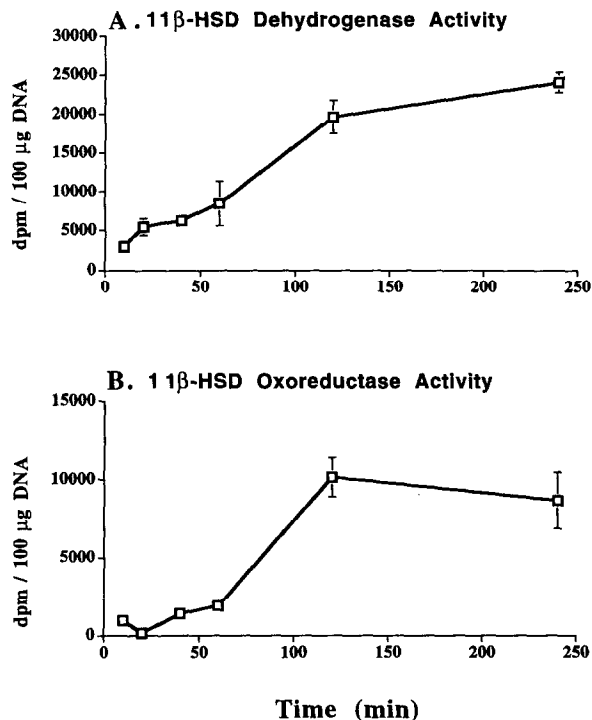 A. 11β-HSD Dehydrogenase Activity
30000
25000
20000
15000
10000
5000
0
dpm / 100 µg DNA
0 50 100 150 200 250
B. 11β-HSD Oxoreductase Activity
15000
10000
5000
0
dpm / 100 µg DNA
0 50 100 150 200 250
Time (min)